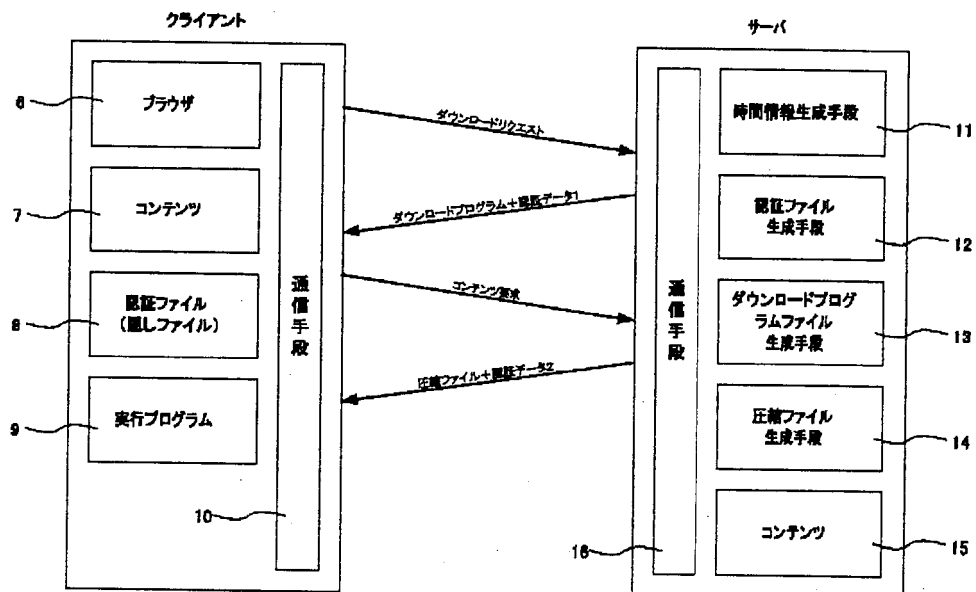 クライアント
6
ブラウザ
7
コンテンツ
8
認証ファイル
(隠しファイル)
9
実行プログラム
通信手段
10
ダウンロードリクエスト
ダウンロードプログラム+認証データ1
コンテンツ要求
圧縮ファイル+認証データ2
サーバ
通信手段
16
時間情報生成手段
11
認証ファイル
生成手段
12
ダウンロードプログ
ラムファイル
生成手段
13
圧縮ファイル
生成手段
14
コンテンツ
15